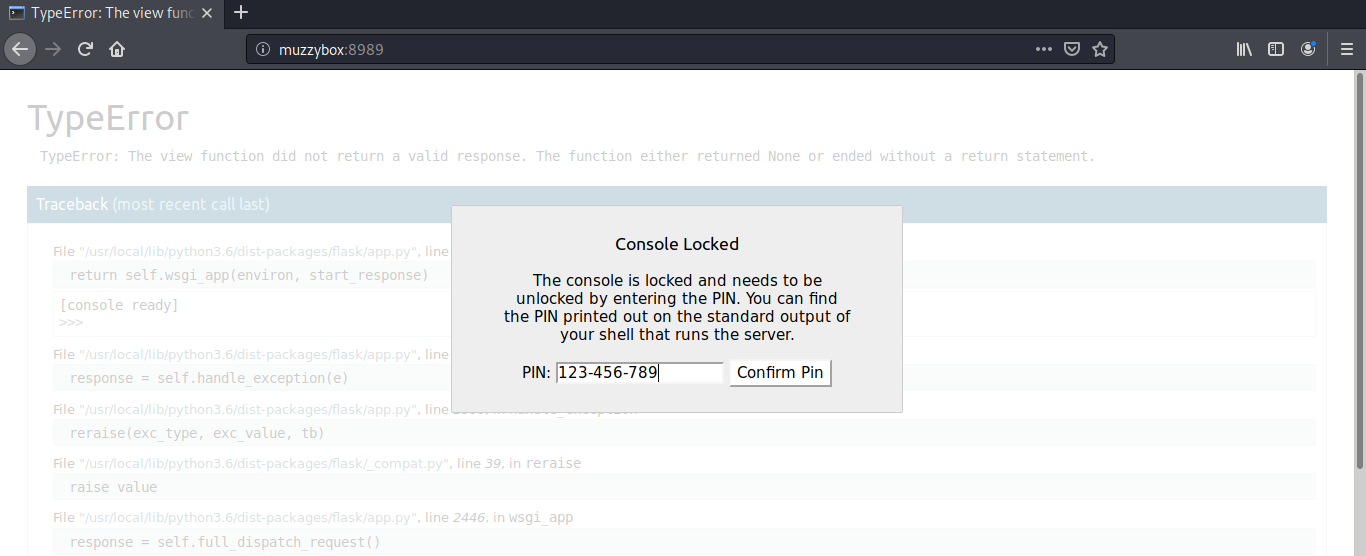 TypeError: The view func
muzzybox:8989
TypeError
TypeError: The view function did not return a valid response. The function either returned None or ended without a return statement.
Traceback (most recent call last)
File "/usr/local/lib/python3.6/dist-packages/flask/app.py", line
return self.wsgi_app(environ, start_response)
[console ready]
>>>
File "/usr/local/lib/python3.6/dist-packages/flask/app.py", line
response = self.handle_exception(e)
File "/usr/local/lib/python3.6/dist-packages/flask/app.py", line
reraise(exc_type, exc_value, tb)
File "/usr/local/lib/python3.6/dist-packages/flask/_compat.py", line 39, in reraise
raise value
File "/usr/local/lib/python3.6/dist-packages/flask/app.py", line 2446, in wsgi_app
response = self.full_dispatch_request()
Console Locked
The console is locked and needs to be
unlocked by entering the PIN. You can find
the PIN printed out on the standard output of
your shell that runs the server.
PIN: 123-456-789 Confirm Pin